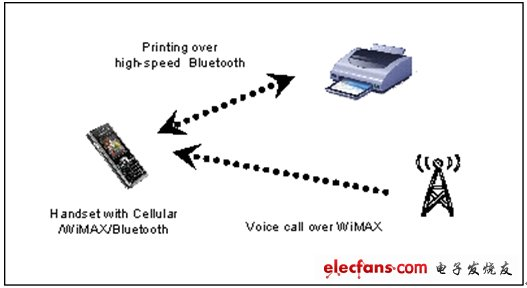 Printing over
high-speed Bluetooth
Handset with Cellular
/WiMAX/Bluetooth
Voice call over WiMAX
elecfans·com 电子发烧友